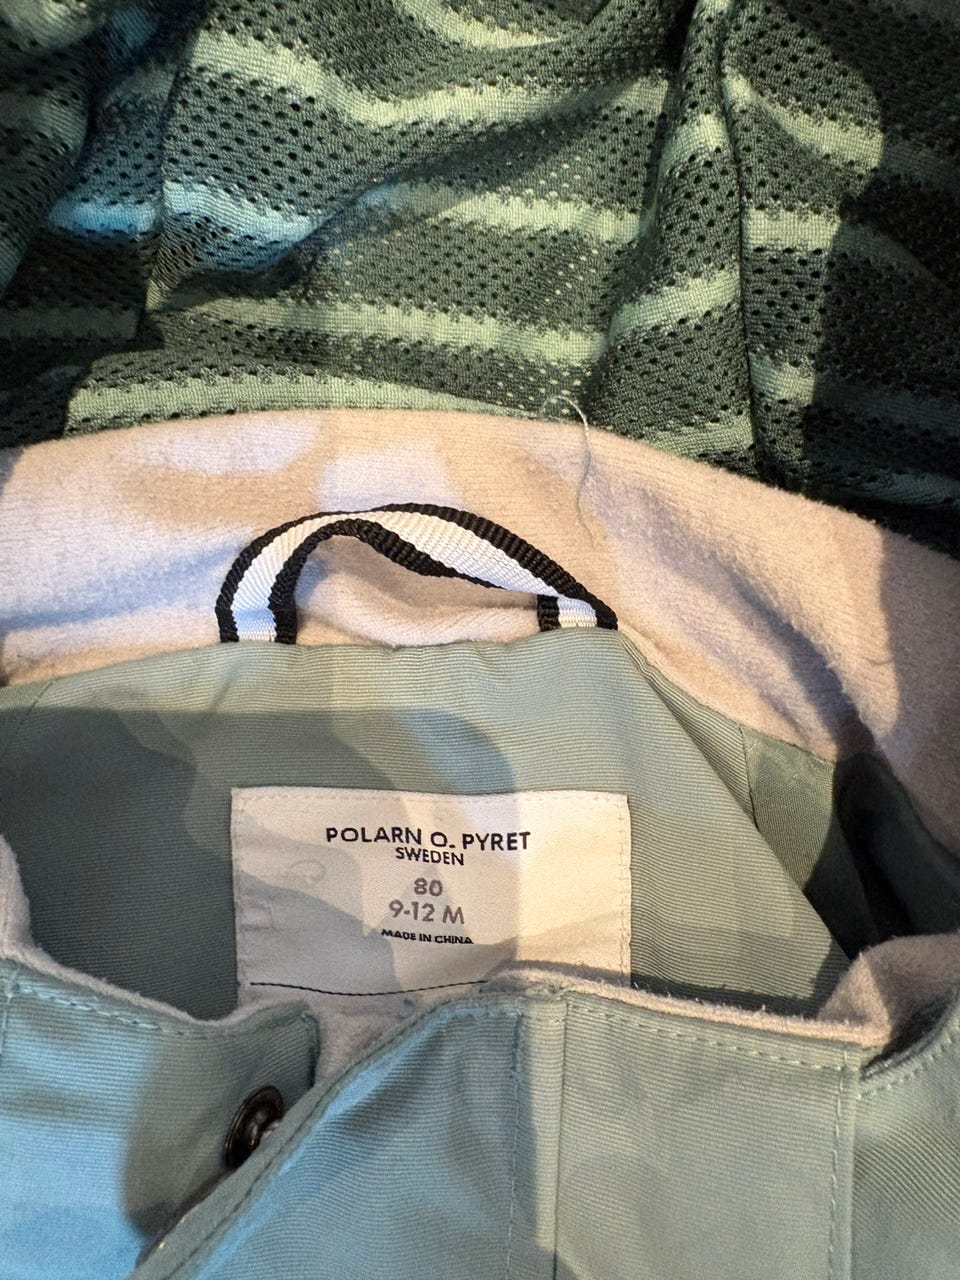 POLARN O. PYRET
SWEDEN
80
9-12 M
MADE IN CHINA